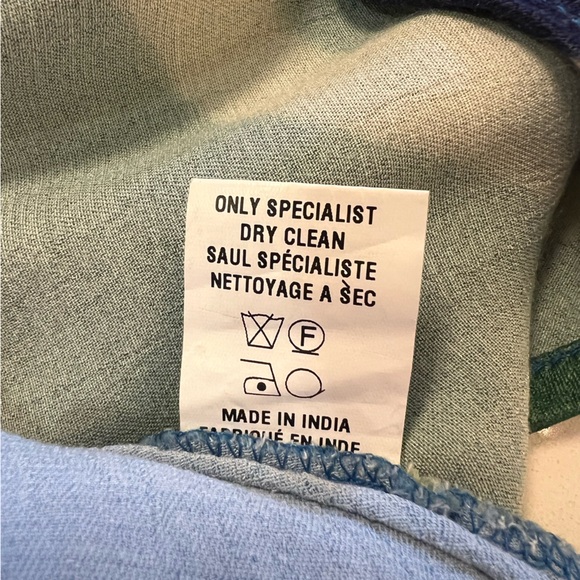 ONLY SPECIALIST
DRY CLEAN
SAUL SPÉCIALISTE
NETTOYAGE A SEC
F
MADE IN INDIA
FABRIQUÉ EN INDE